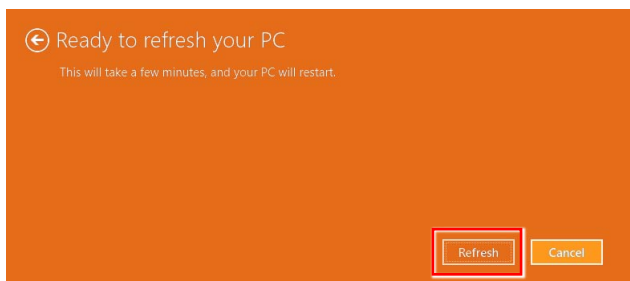 Ready to refresh your PC
This will take a few minutes, and your PC will restart.
Refresh
Cancel